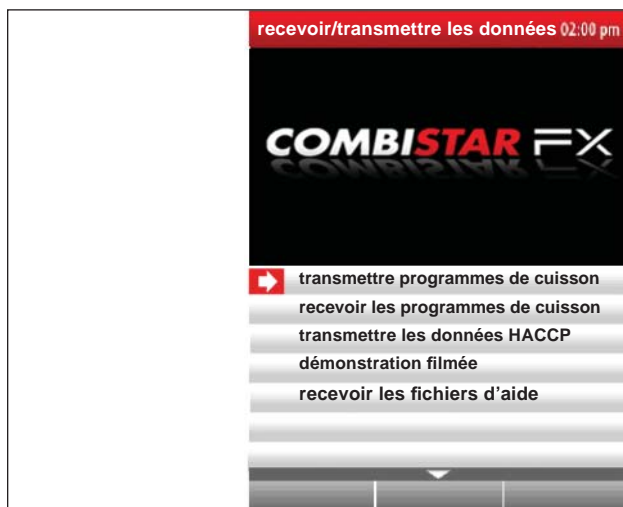 recevoir/transmettre les données 02:00 pm
COMBISTAR FX
transmettre programmes de cuisson
recevoir les programmes de cuisson
transmettre les données HACCP
démonstration filmée
recevoir les fichiers d’aide